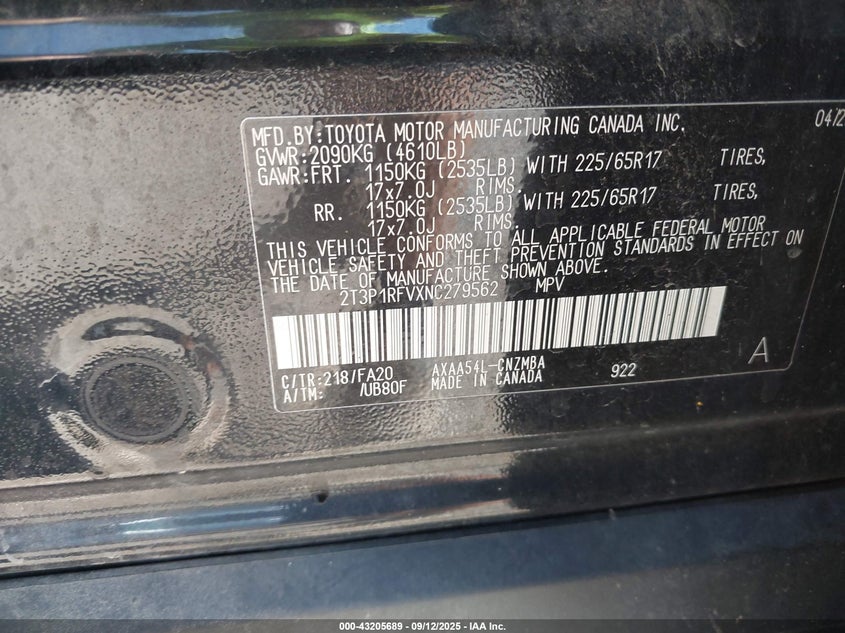 MFD.BY:TOYOTA MOTOR MANUFACTURING CANADA INC. 04/2
GVWR:2090KG (4610LB)
GAWR:FRT. 1150KG (2535LB) WITH 225/65R17 TIRES,
17x7.0J RIMS.
RR. 1150KG (2535LB) WITH 225/65R17 TIRES,
17x7.0J RIMS.
THIS VEHICLE CONFORMS TO ALL APPLICABLE FEDERAL MOTOR
VEHICLE SAFETY AND THEFT PREVENTION STANDARDS IN EFFECT ON
THE DATE OF MANUFACTURE SHOWN ABOVE.
2T3P1RFVXNC279562 MPV
C/TR:218/FA20 AXAA54L-CNZMBA 922 A
A/TM: /UB80F MADE IN CANADA
000-43205689 - 09/12/2025 - IAA Inc.